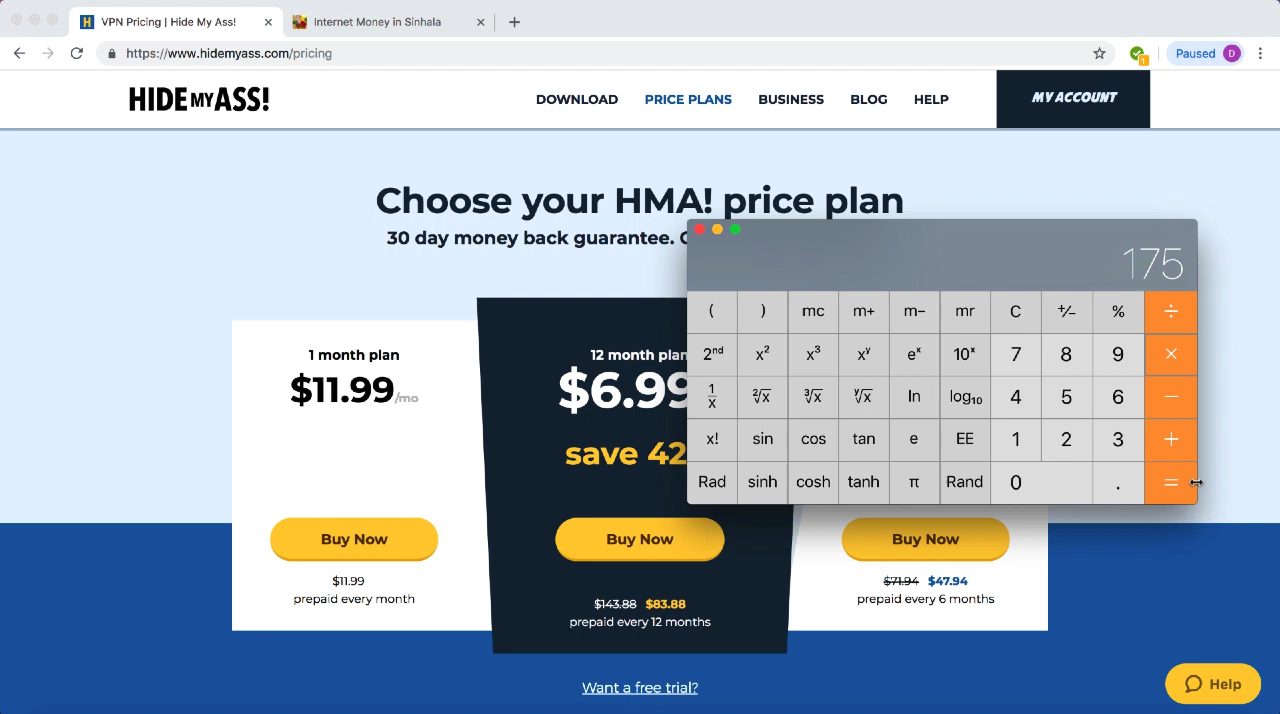 VPN Pricing | Hide My Ass!
Internet Money in Sinhala
https://www.hidemyass.com/pricing
1
Paused
D
HIDE MY ASS!
DOWNLOAD
PRICE PLANS
BUSINESS
BLOG
HELP
MY ACCOUNT
Choose your HMA! price plan
30 day money back guarantee.
175
( ) mc m+ m- mr C +/- % ÷
2nd x² x³ xʸ eˣ 10ˣ 7 8 9 ×
1/x ²√x ³√x ʸ√x ln log₁₀ 4 5 6 −
x! sin cos tan e EE 1 2 3 +
Rad sinh cosh tanh π Rand 0 . =
1 month plan
$11.99/mo
Buy Now
$11.99
prepaid every month
12 month plan
$6.99
save 42
Buy Now
$143.88 $83.88
prepaid every 12 months
Buy Now
$71.94 $47.94
prepaid every 6 months
Want a free trial?
Help